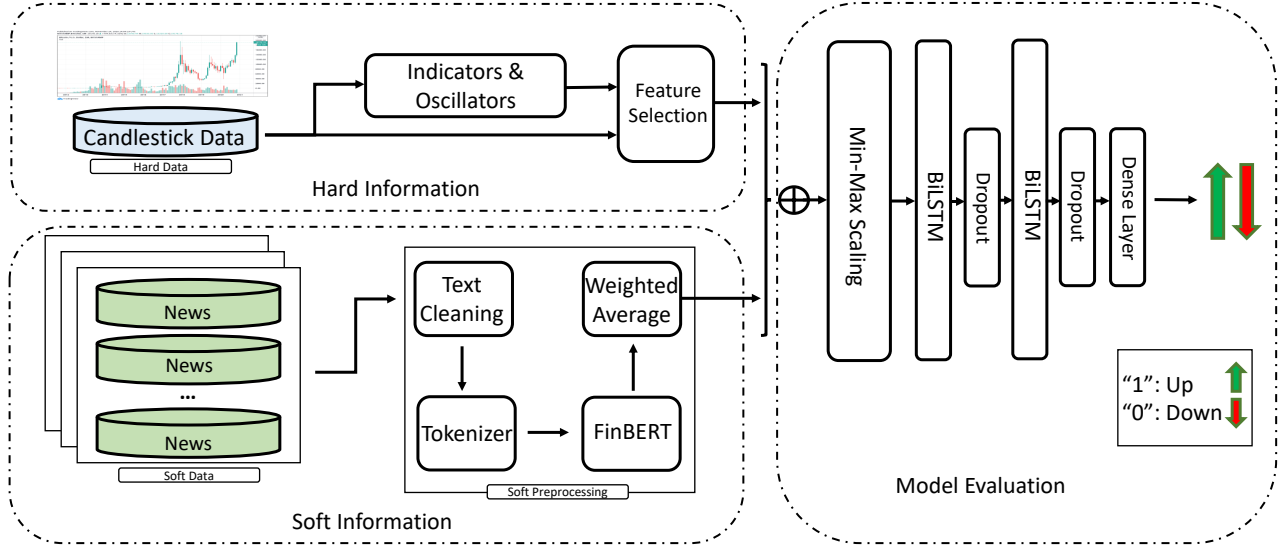 Candlestick Data
Hard Data
Indicators &
Oscillators
Feature
Selection
Hard Information
News
News
...
News
Soft Data
Text
Cleaning
Tokenizer
FinBERT
Weighted
Average
Soft Preprocessing
Soft Information
Min-Max Scaling
BiLSTM
Dropout
BiLSTM
Dropout
Dense Layer
“1”: Up
“0”: Down
Model Evaluation